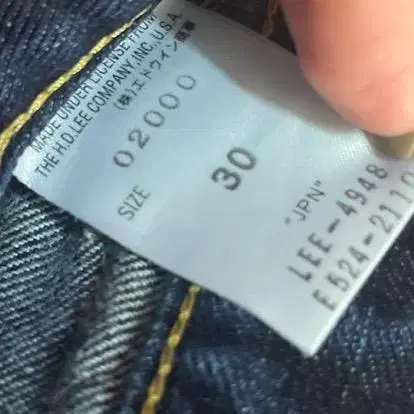 MADE UNDER LICENSE FROM
THE H.D.LEE COMPANY, INC., U.S.A.
(株)エドウイン商事
02000
SIZE 30
"JPN"
LEE-4948
E524-2110